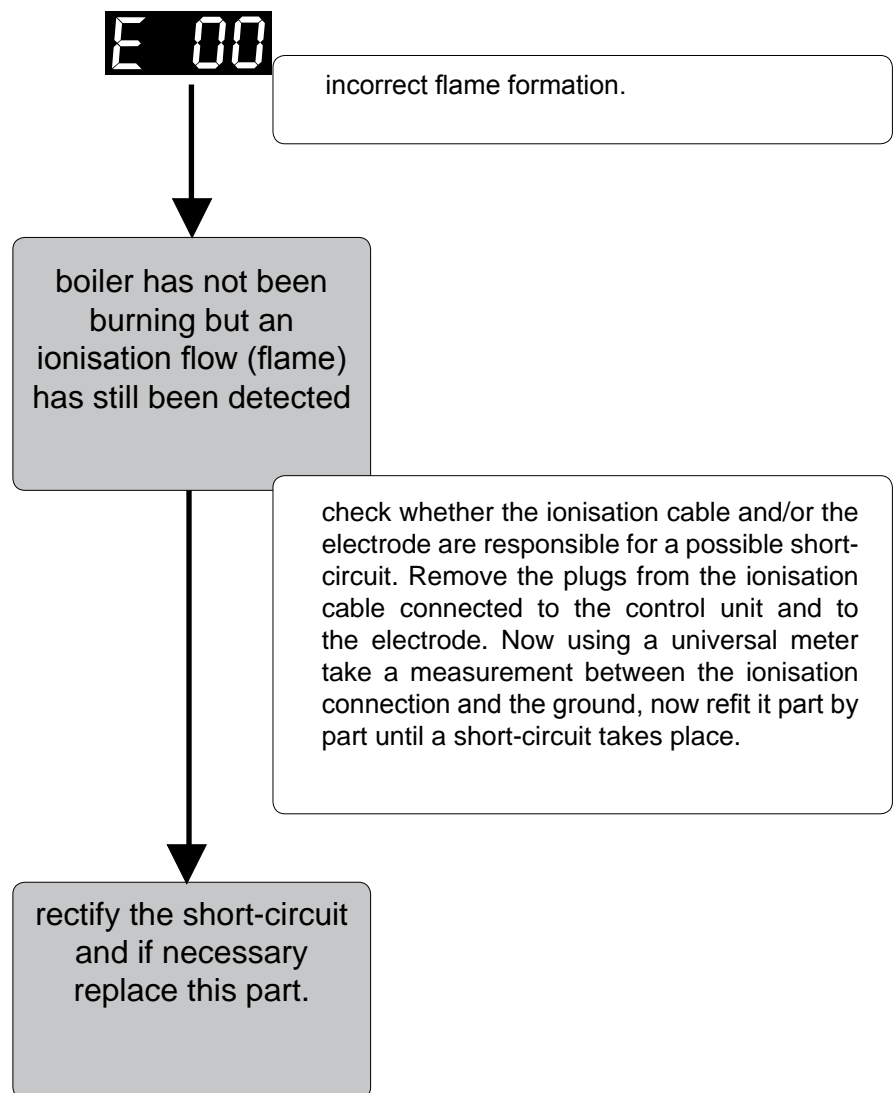 E 00
incorrect flame formation.
boiler has not been
burning but an
ionisation flow (flame)
has still been detected
check whether the ionisation cable and/or the
electrode are responsible for a possible short-
circuit. Remove the plugs from the ionisation
cable connected to the control unit and to
the electrode. Now using a universal meter
take a measurement between the ionisation
connection and the ground, now refit it part by
part until a short-circuit takes place.
rectify the short-circuit
and if necessary
replace this part.